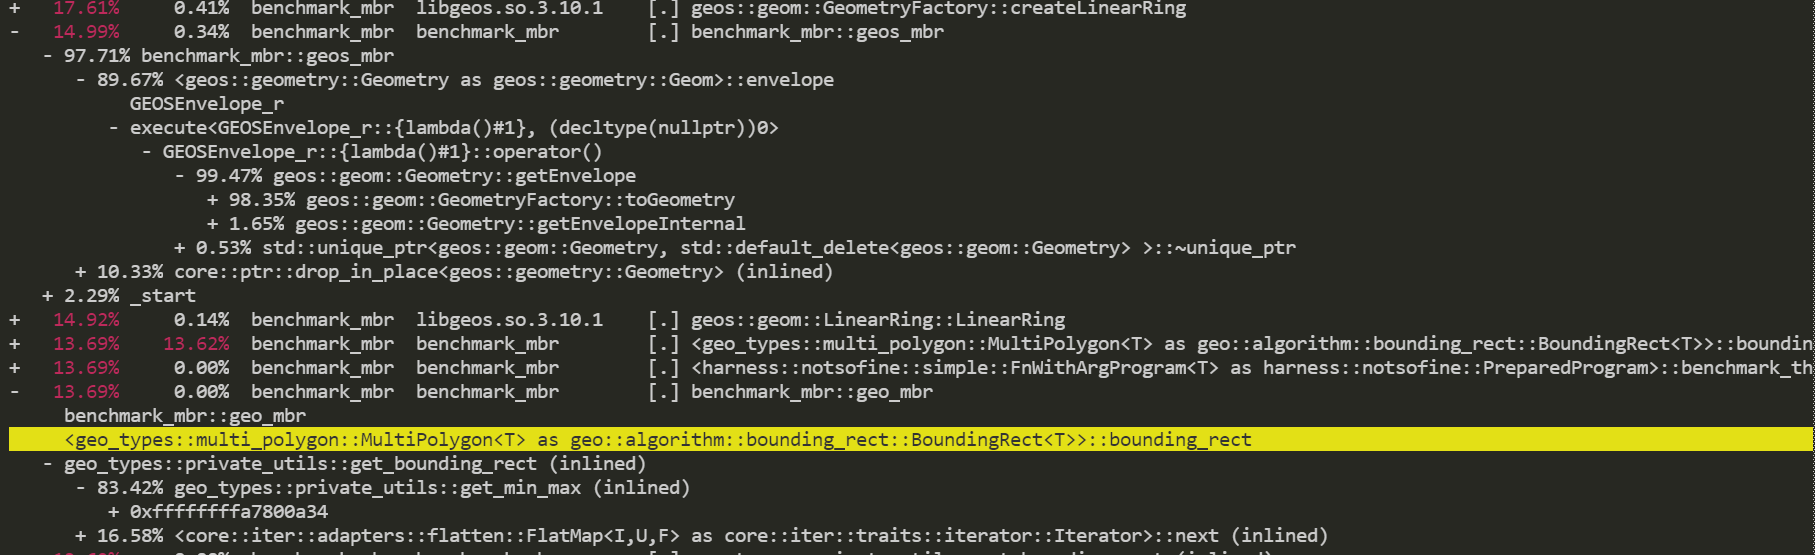 +   17.61%     0.41%  benchmark_mbr  libgeos.so.3.10.1    [.] geos::geom::GeometryFactory::createLinearRing
-   14.99%     0.34%  benchmark_mbr  benchmark_mbr        [.] benchmark_mbr::geos_mbr
- 97.71% benchmark_mbr::geos_mbr
- 89.67% <geos::geometry::Geometry as geos::geometry::Geom>::envelope
GEOSEnvelope_r
- execute<GEOSEnvelope_r::{lambda()#1}, (decltype(nullptr))0>
- GEOSEnvelope_r::{lambda()#1}::operator()
- 99.47% geos::geom::Geometry::getEnvelope
+ 98.35% geos::geom::GeometryFactory::toGeometry
+ 1.65% geos::geom::Geometry::getEnvelopeInternal
+ 0.53% std::unique_ptr<geos::geom::Geometry, std::default_delete<geos::geom::Geometry> >::~unique_ptr
+ 10.33% core::ptr::drop_in_place<geos::geometry::Geometry> (inlined)
+ 2.29% _start
+   14.92%     0.14%  benchmark_mbr  libgeos.so.3.10.1    [.] geos::geom::LinearRing::LinearRing
+   13.69%    13.62%  benchmark_mbr  benchmark_mbr        [.] <geo_types::multi_polygon::MultiPolygon<T> as geo::algorithm::bounding_rect::BoundingRect<T>>::boundin
+   13.69%     0.00%  benchmark_mbr  benchmark_mbr        [.] <harness::notsofine::simple::FnWithArgProgram<T> as harness::notsofine::PreparedProgram>::benchmark_th
-   13.69%     0.00%  benchmark_mbr  benchmark_mbr        [.] benchmark_mbr::geo_mbr
benchmark_mbr::geo_mbr
<geo_types::multi_polygon::MultiPolygon<T> as geo::algorithm::bounding_rect::BoundingRect<T>>::bounding_rect
- geo_types::private_utils::get_bounding_rect (inlined)
- 83.42% geo_types::private_utils::get_min_max (inlined)
+ 0xffffffffa7800a34
+ 16.58% <core::iter::adapters::flatten::FlatMap<I,U,F> as core::iter::traits::iterator::Iterator>::next (inlined)